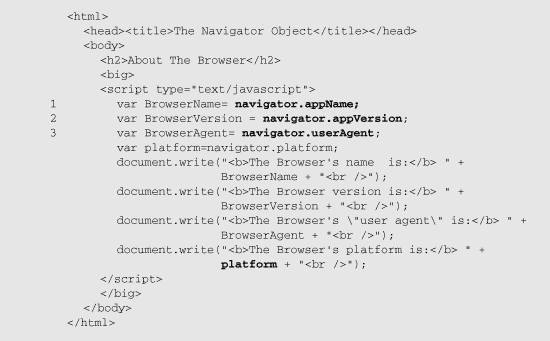 <html>
<head><title>The Navigator Object</title></head>
<body>
<h2>About The Browser</h2>
<big>
<script type="text/javascript">
1 var BrowserName= navigator.appName;
2 var BrowserVersion = navigator.appVersion;
3 var BrowserAgent= navigator.userAgent;
var platform=navigator.platform;
document.write("<b>The Browser's name  is:</b> " +
BrowserName + "<br />");
document.write("<b>The Browser version is:</b> " +
BrowserVersion + "<br />");
document.write("<b>The Browser's \"user agent\" is:</b> " +
BrowserAgent + "<br />");
document.write("<b>The Browser's platform is:</b> " +
platform + "<br />");
</script>
</big>
</body>
</html>